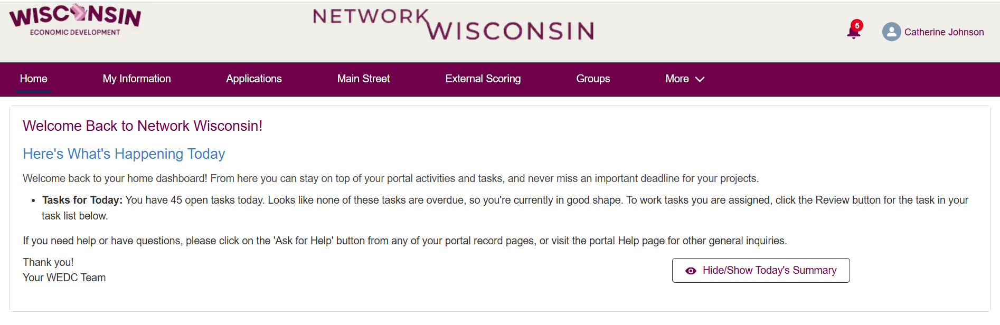 WISCONSIN
ECONOMIC DEVELOPMENT
NETWORK
WISCONSIN
5
Catherine Johnson
Home
My Information
Applications
Main Street
External Scoring
Groups
More
Welcome Back to Network Wisconsin!
Here's What's Happening Today
Welcome back to your home dashboard! From here you can stay on top of your portal activities and tasks, and never miss an important deadline for your projects.
• Tasks for Today: You have 45 open tasks today. Looks like none of these tasks are overdue, so you're currently in good shape. To work tasks you are assigned, click the Review button for the task in your
task list below.
If you need help or have questions, please click on the 'Ask for Help' button from any of your portal record pages, or visit the portal Help page for other general inquiries.
Thank you!
Your WEDC Team
Hide/Show Today's Summary